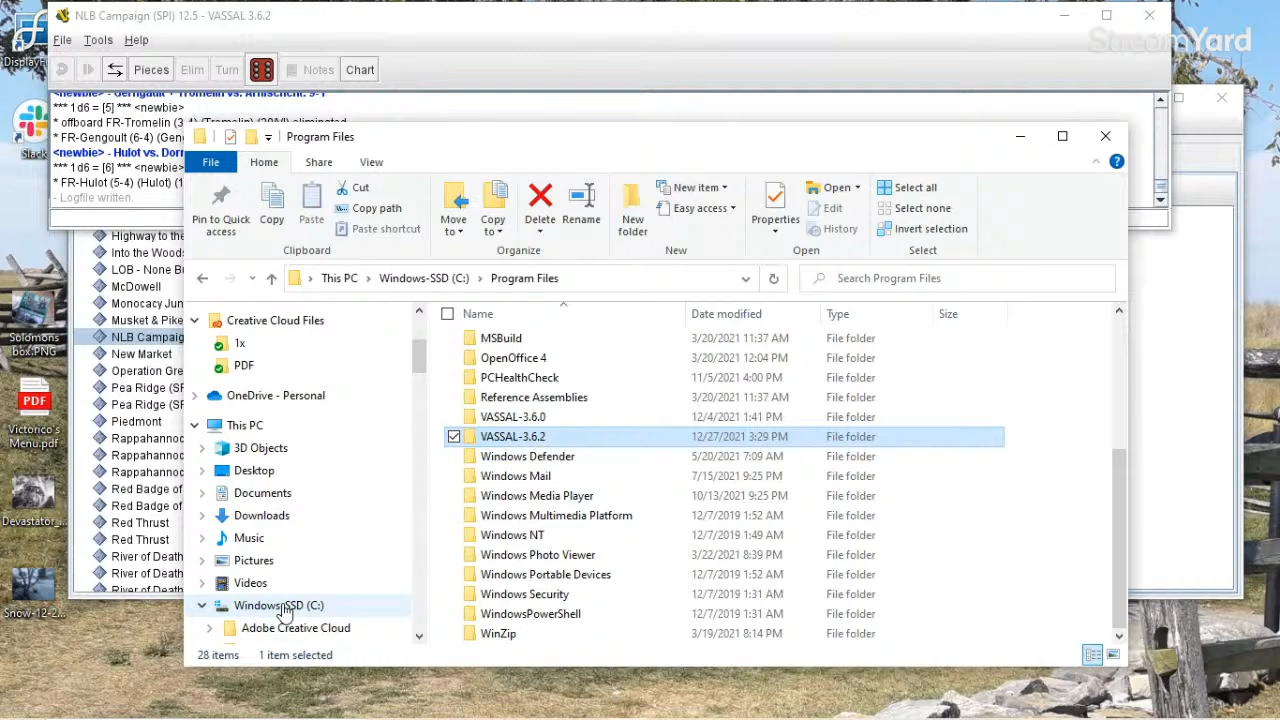 NLB Campaign (SPI) 12.5 - VASSAL 3.6.2
StreamYard
File Tools Help
Pieces Elim Turn Notes Chart
*** 1d6 = [5] *** <newbie>
* FR-Gengoult (6-4) (Geng
<newbie> - Hulot vs. Dorr
*** 1d6 = [6] *** <newbie>
* FR-Hulot (5-4) (Hulot) (1
- Logfile written.
DisplayF
Slack
Solomons
box.PNG
Victorico's
Menu.pdf
Devastator_...
Snow-12-2...
PDF
Highway to the
Into the Woods
LOB - None Bu
McDowell
Monocacy Jun
Musket & Pike
NLB Campaig
New Market
Operation Gre
Pea Ridge (SF
Pea Ridge (SP
Piedmont
Rappahannoc
Rappahannoc
Rappahannoc
Red Badge of
Red Badge of
Red Thrust
Red Thrust
River of Death
River of Death
River of Death
Program Files
File Home Share View
Pin to Quick
access
Copy
Paste
Cut
Copy path
Paste shortcut
Clipboard
Move
to
Copy
to
Delete
Rename
Organize
New
folder
New item
Easy access
New
Properties
Open
Edit
History
Open
Select all
Select none
Invert selection
Select
This PC > Windows-SSD (C:) > Program Files
Search Program Files
Creative Cloud Files
1x
PDF
OneDrive - Personal
This PC
3D Objects
Desktop
Documents
Downloads
Music
Pictures
Videos
Windows-SSD (C:)
Adobe Creative Cloud
Name Date modified Type Size
MSBuild 3/20/2021 11:37 AM File folder
OpenOffice 4 3/20/2021 12:04 PM File folder
PCHealthCheck 11/5/2021 4:00 PM File folder
Reference Assemblies 3/20/2021 11:37 AM File folder
VASSAL-3.6.0 12/4/2021 1:41 PM File folder
VASSAL-3.6.2 12/27/2021 3:29 PM File folder
Windows Defender 5/20/2021 7:09 AM File folder
Windows Mail 7/15/2021 9:25 PM File folder
Windows Media Player 10/13/2021 9:25 PM File folder
Windows Multimedia Platform 12/7/2019 1:52 AM File folder
Windows NT 12/7/2019 1:49 AM File folder
Windows Photo Viewer 3/22/2021 8:39 PM File folder
Windows Portable Devices 12/7/2019 1:52 AM File folder
Windows Security 12/7/2019 1:31 AM File folder
WindowsPowerShell 12/7/2019 1:31 AM File folder
WinZip 3/19/2021 8:14 PM File folder
28 items 1 item selected